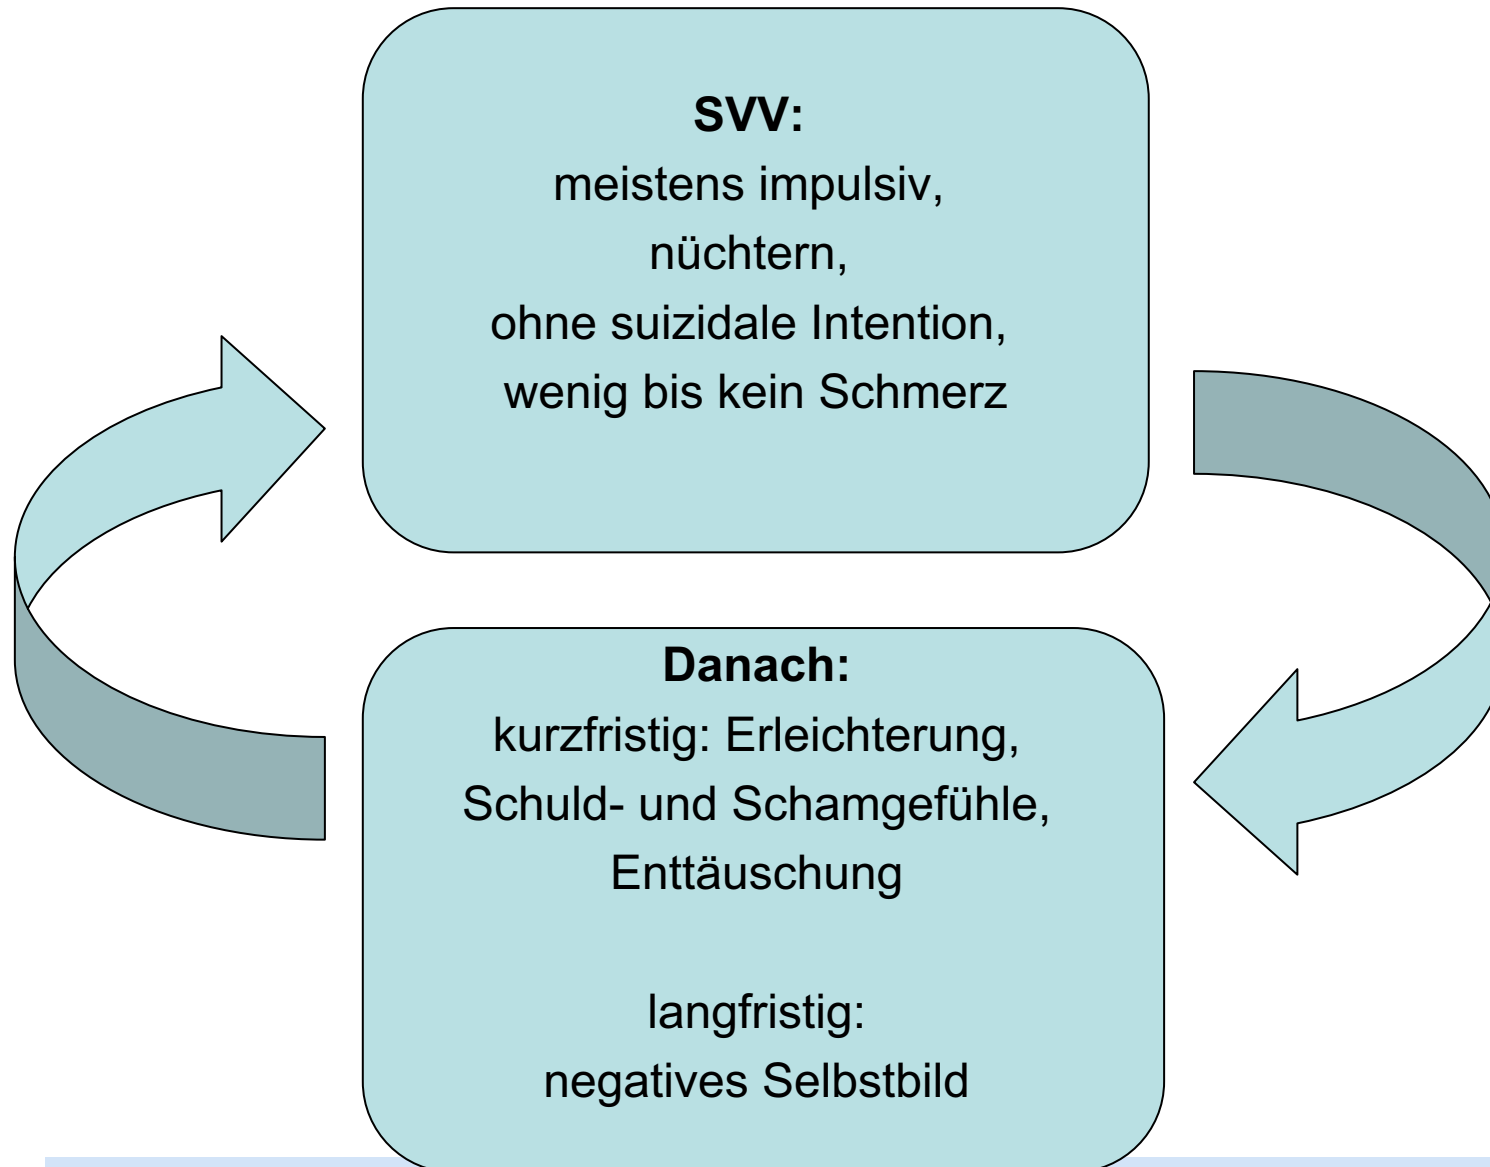 SVV:
meistens impulsiv,
nüchtern,
ohne suizidale Intention,
wenig bis kein Schmerz
Danach:
kurzfristig: Erleichterung,
Schuld- und Schamgefühle,
Enttäuschung
langfristig:
negatives Selbstbild